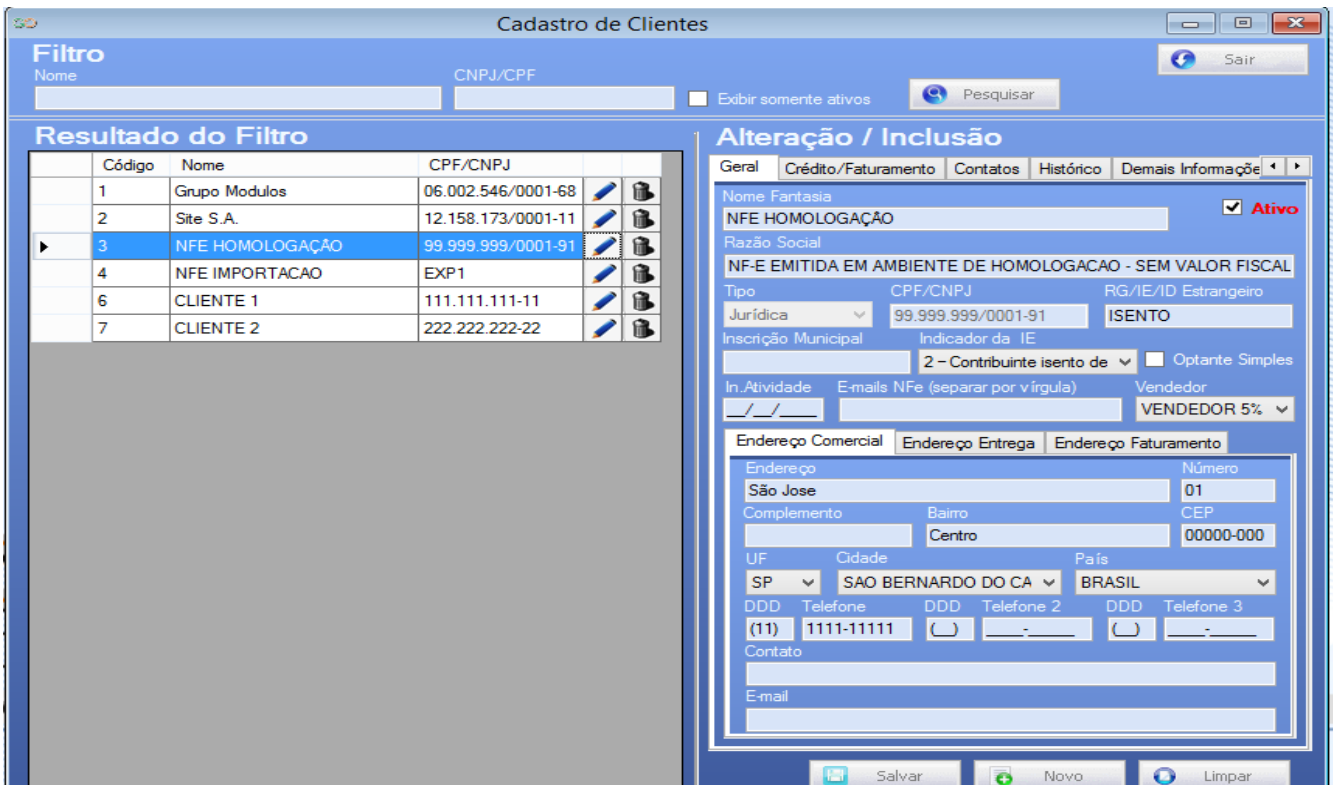 Cadastro de Clientes
Filtro
Sair
Nome CNPJ/CPF
Exibir somente ativos Pesquisar
Resultado do Filtro
Código Nome CPF/CNPJ
1 Grupo Modulos 06.002.546/0001-68
2 Site S.A. 12.158.173/0001-11
3 NFE HOMOLOGAÇÃO 99.999.999/0001-91
4 NFE IMPORTACAO EXP1
6 CLIENTE 1 111.111.111-11
7 CLIENTE 2 222.222.222-22
Alteração / Inclusão
Geral Crédito/Faturamento Contatos Histórico Demais Informaçõe
Nome Fantasia
NFE HOMOLOGAÇÃO Ativo
Razão Social
NF-E EMITIDA EM AMBIENTE DE HOMOLOGACAO - SEM VALOR FISCAL
Tipo CPF/CNPJ RG/IE/ID Estrangeiro
Jurídica 99.999.999/0001-91 ISENTO
Inscrição Municipal Indicador da IE
2 – Contribuinte isento de Optante Simples
In.Atividade E-mails NFe (separar por vírgula) Vendedor
__/__/____ VENDEDOR 5%
Endereço Comercial Endereço Entrega Endereço Faturamento
Endereço Número
São Jose 01
Complemento Bairro CEP
Centro 00000-000
UF Cidade País
SP SAO BERNARDO DO CA BRASIL
DDD Telefone DDD Telefone 2 DDD Telefone 3
(11) 1111-11111 (__) ____-_____ (__) ____-_____
Contato
E-mail
Salvar Novo Limpar